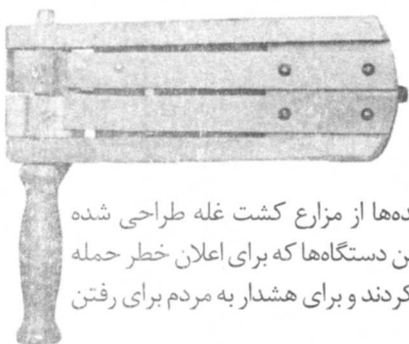 از مزارع کشت غله طراحی شده
دستگاه‌ها که برای اعلان خطر حمله
کردند و برای هشدار به مردم برای رفتن